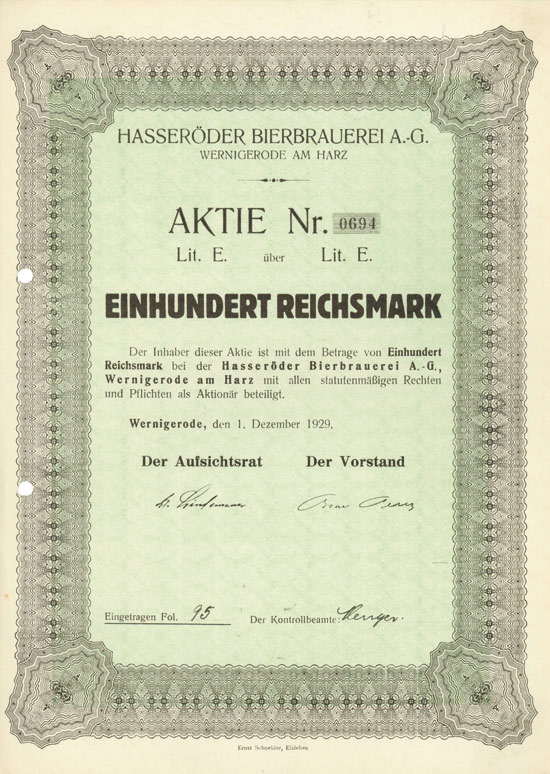 HASSERÖDER BIERBRAUEREI A.-G.
WERNIGERODE AM HARZ
AKTIE Nr. 0694
Lit. E. über Lit. E.
EINHUNDERT REICHSMARK
Der Inhaber dieser Aktie ist mit dem Betrage von Einhundert
Reichsmark bei der Hasseröder Bierbrauerei A.-G.,
Wernigerode am Harz mit allen statutenmäßigen Rechten
und Pflichten als Aktionär beteiligt.
Wernigerode, den 1. Dezember 1929.
Der Aufsichtsrat Der Vorstand
Eingetragen Fol. 95 Der Kontrollbeamte:
Ernst Schneider, Eisleben